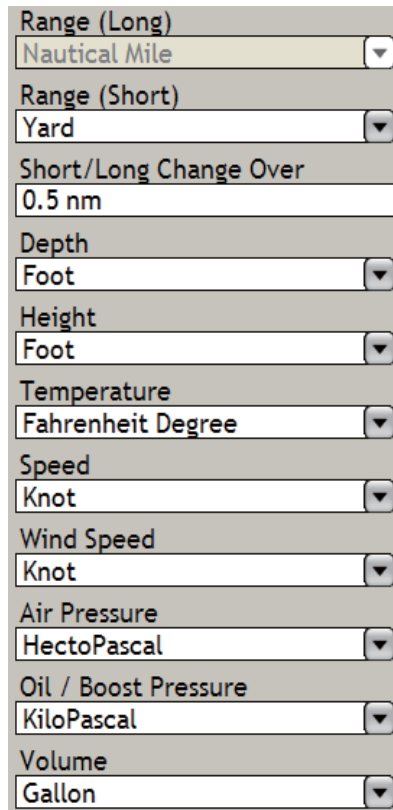 Range (Long)
Nautical Mile
Range (Short)
Yard
Short/Long Change Over
0.5 nm
Depth
Foot
Height
Foot
Temperature
Fahrenheit Degree
Speed
Knot
Wind Speed
Knot
Air Pressure
HectoPascal
Oil / Boost Pressure
KiloPascal
Volume
Gallon